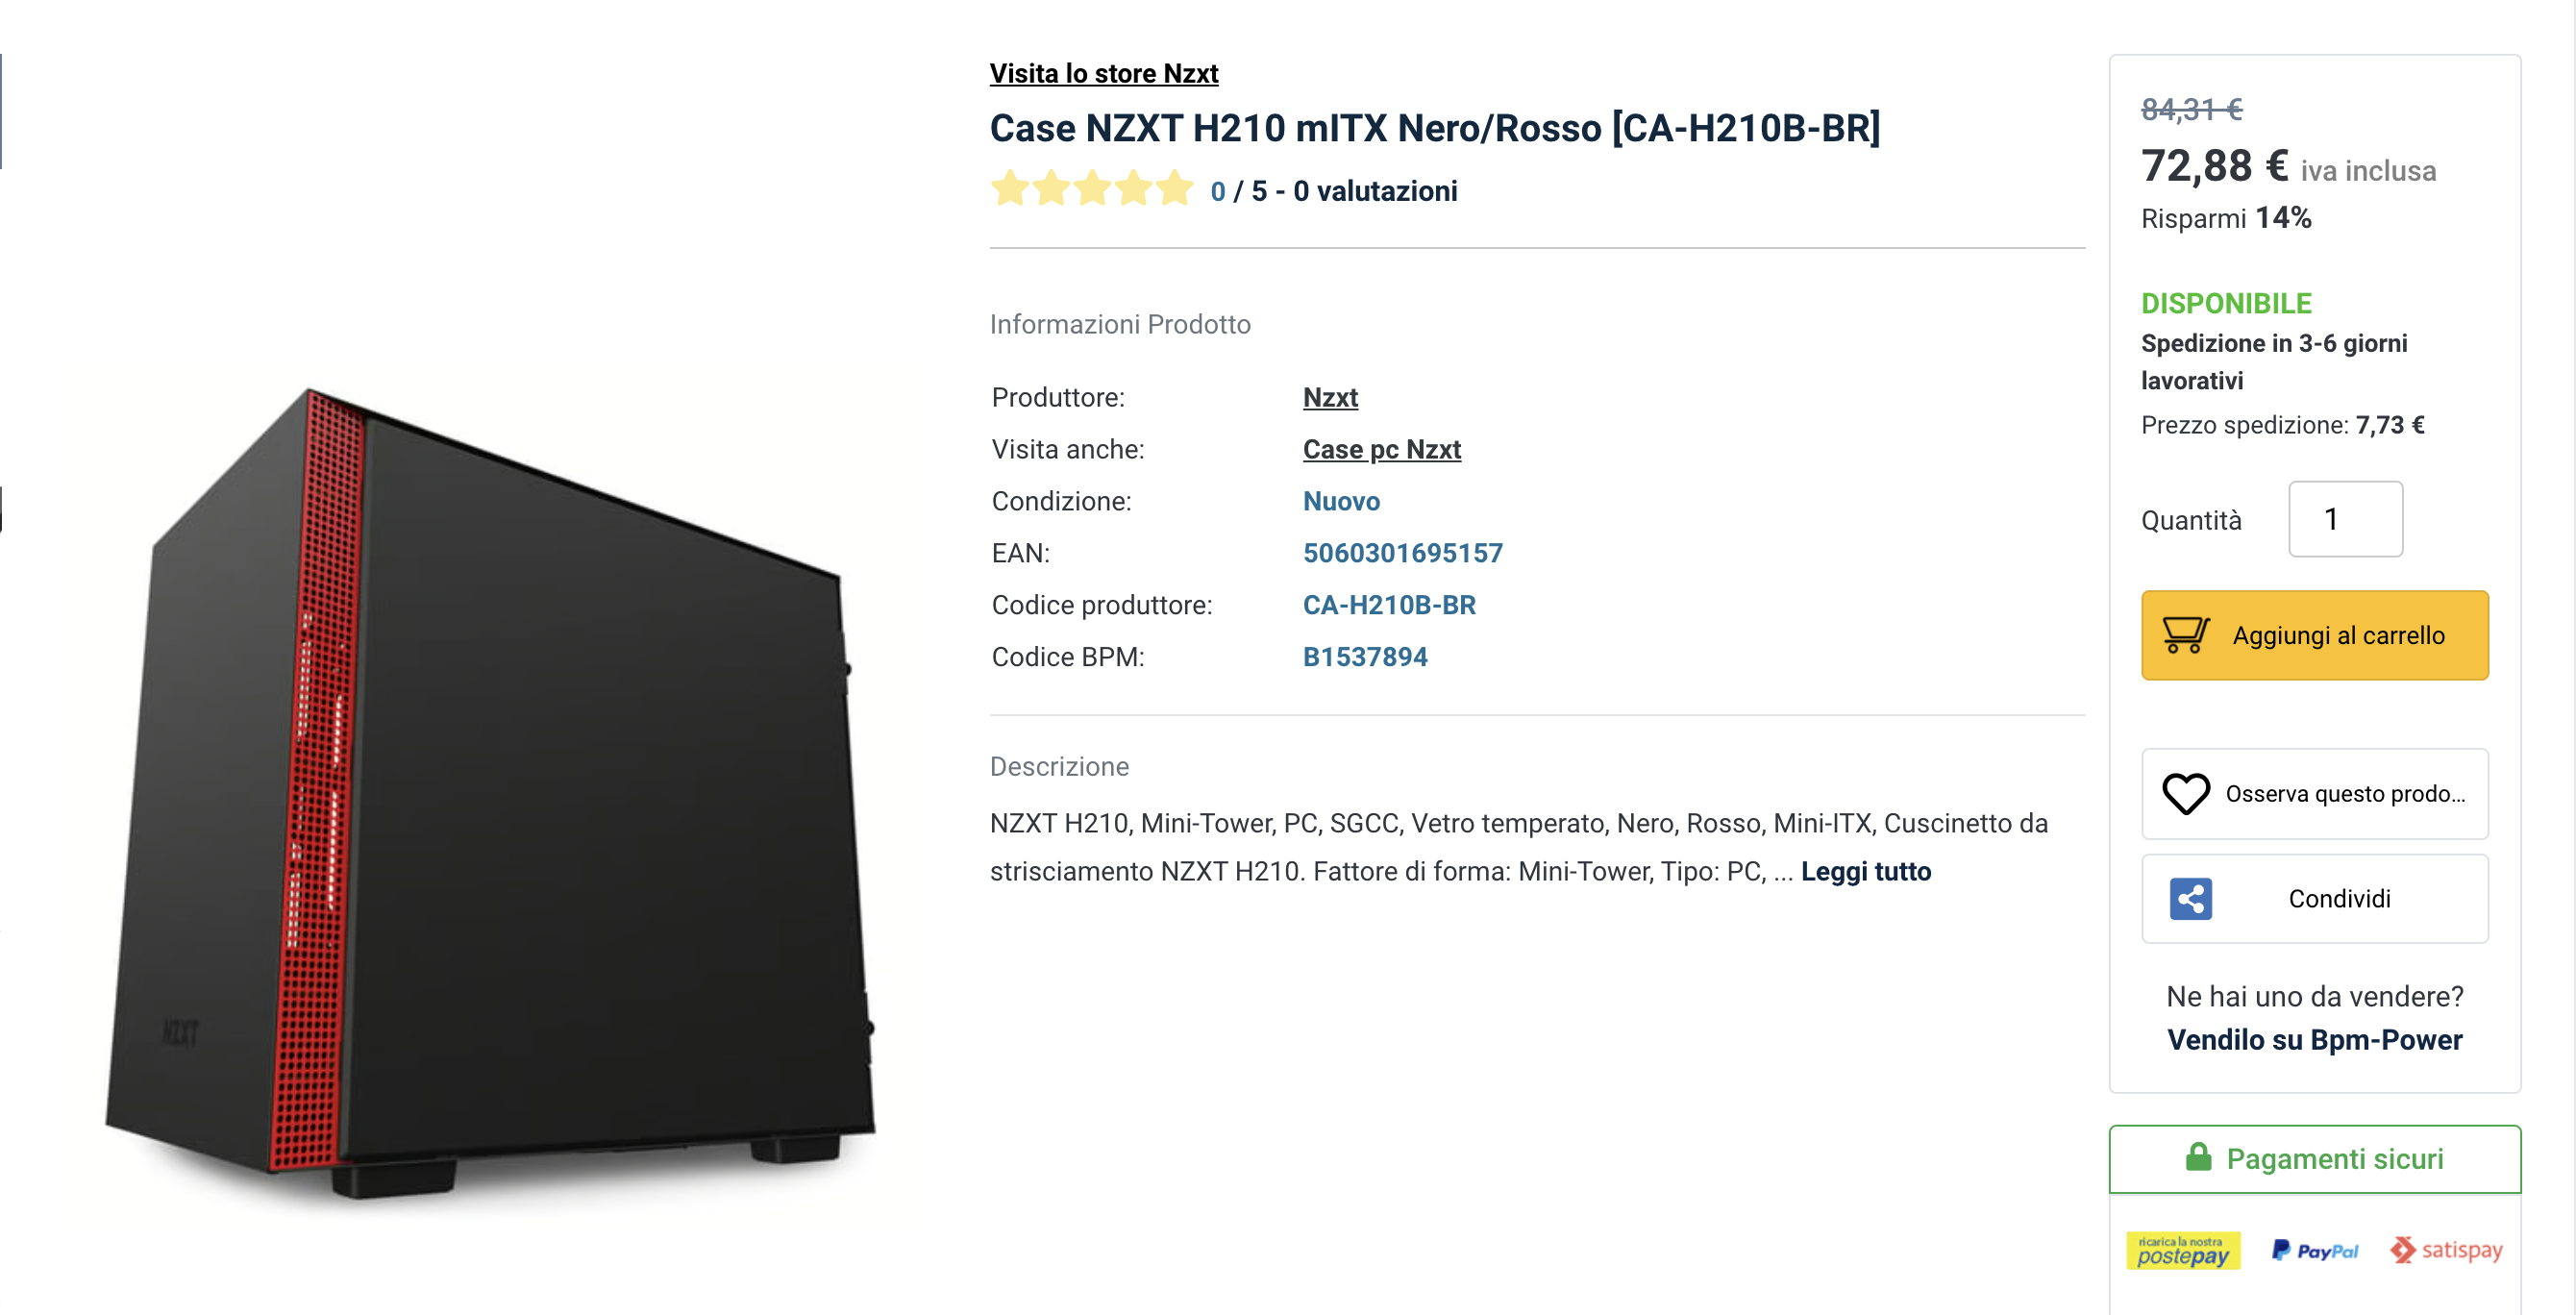 Visita lo store Nzxt
Case NZXT H210 mITX Nero/Rosso [CA-H210B-BR]
0 / 5 - 0 valutazioni
Informazioni Prodotto
Produttore: Nzxt
Visita anche: Case pc Nzxt
Condizione: Nuovo
EAN: 5060301695157
Codice produttore: CA-H210B-BR
Codice BPM: B1537894
Descrizione
NZXT H210, Mini-Tower, PC, SGCC, Vetro temperato, Nero, Rosso, Mini-ITX, Cuscinetto da
strisciamento NZXT H210. Fattore di forma: Mini-Tower, Tipo: PC, ... Leggi tutto
NZXT
84,31 €
72,88 € iva inclusa
Risparmi 14%
DISPONIBILE
Spedizione in 3-6 giorni
lavorativi
Prezzo spedizione: 7,73 €
Quantità 1
Aggiungi al carrello
Osserva questo prodo...
Condividi
Ne hai uno da vendere?
Vendilo su Bpm-Power
Pagamenti sicuri
ricarica la nostra
postepay PayPal satispay